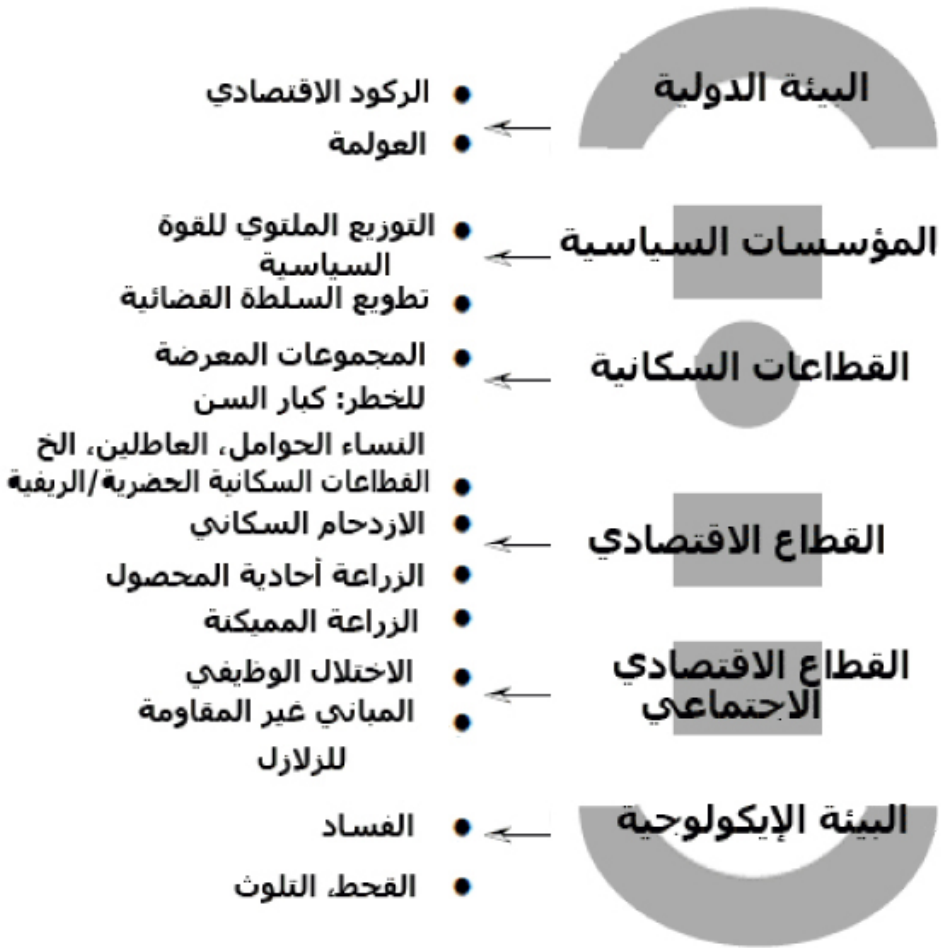 البيئة الدولية
الركود الاقتصادي
العولمة
المؤسسات السياسية
التوزيع الملتوي للقوة
السياسية
تطويع السلطة القضائية
القطاعات السكانية
المجموعات المعرضة
للخطر: كبار السن
النساء الحوامل، العاطلين، الخ
القطاعات السكانية الحضرية/الريفية
القطاع الاقتصادي
الازدحام السكاني
الزراعة أحادية المحصول
الزراعة المميكنة
القطاع الاقتصادي
الاجتماعي
الاختلال الوظيفي
المباني غير المقاومة
للزلازل
البيئة الإيكولوجية
الفساد
القحط، التلوث